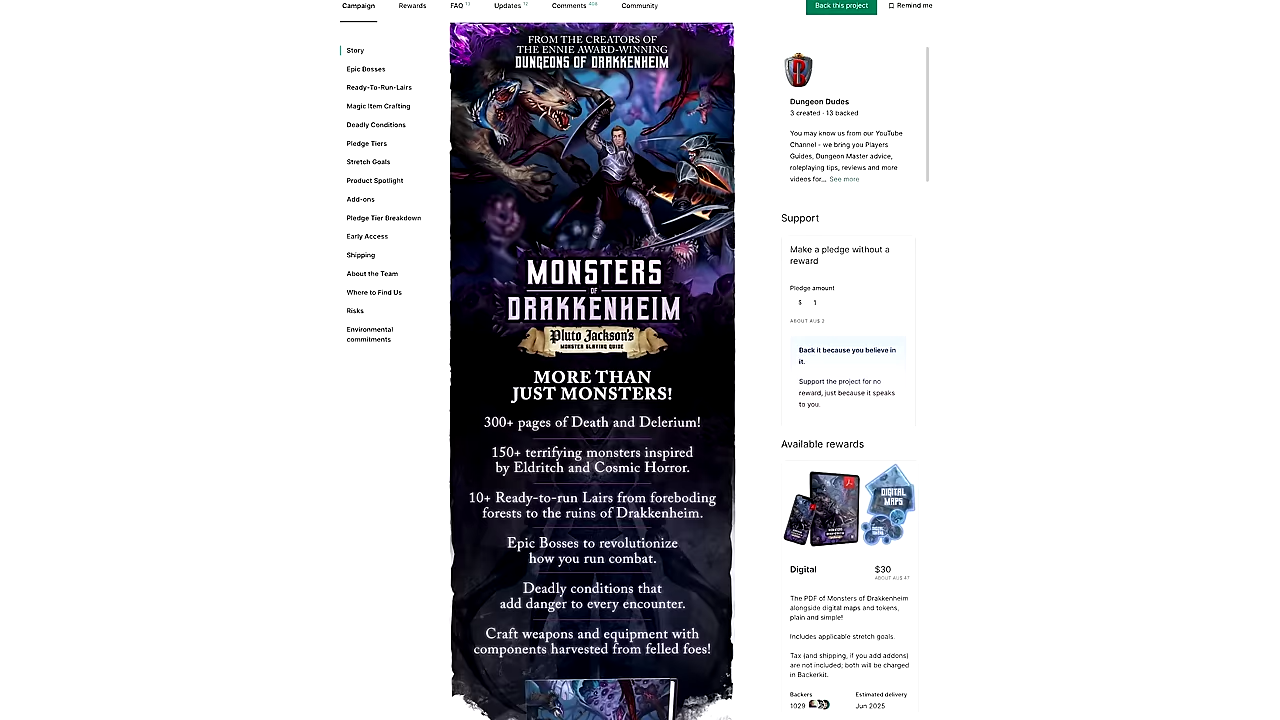 Campaign
Rewards
FAQ 13
Updates 12
Comments 408
Community
Back this project
Remind me
Story
Epic Bosses
Ready-To-Run-Lairs
Magic Item Crafting
Deadly Conditions
Pledge Tiers
Stretch Goals
Product Spotlight
Add-ons
Pledge Tier Breakdown
Early Access
Shipping
About the Team
Where to Find Us
Risks
Environmental
commitments
FROM THE CREATORS OF
THE ENNIE AWARD-WINNING
DUNGEONS OF DRAKKENHEIM
MONSTERS
OF
DRAKKENHEIM
Pluto Jackson's
MONSTER SLAYING GUIDE
MORE THAN
JUST MONSTERS!
300+ pages of Death and Delerium!
150+ terrifying monsters inspired
by Eldritch and Cosmic Horror.
10+ Ready-to-run Lairs from foreboding
forests to the ruins of Drakkenheim.
Epic Bosses to revolutionize
how you run combat.
Deadly conditions that
add danger to every encounter.
Craft weapons and equipment with
components harvested from felled foes!
Dungeon Dudes
3 created · 13 backed
You may know us from our YouTube
Channel - we bring you Players
Guides, Dungeon Master advice,
roleplaying tips, reviews and more
videos for... See more
Support
Make a pledge without a
reward
Pledge amount
$ 1
ABOUT AU$ 2
Back it because you believe in
it.
Support the project for no
reward, just because it speaks
to you.
Available rewards
DIGITAL
MAPS
Digital
$30
ABOUT AU$ 47
The PDF of Monsters of Drakkenheim
alongside digital maps and tokens,
plain and simple!
Includes applicable stretch goals.
Tax (and shipping, if you add addons)
are not included; both will be charged
in Backerkit.
Backers
1029
Estimated delivery
Jun 2025